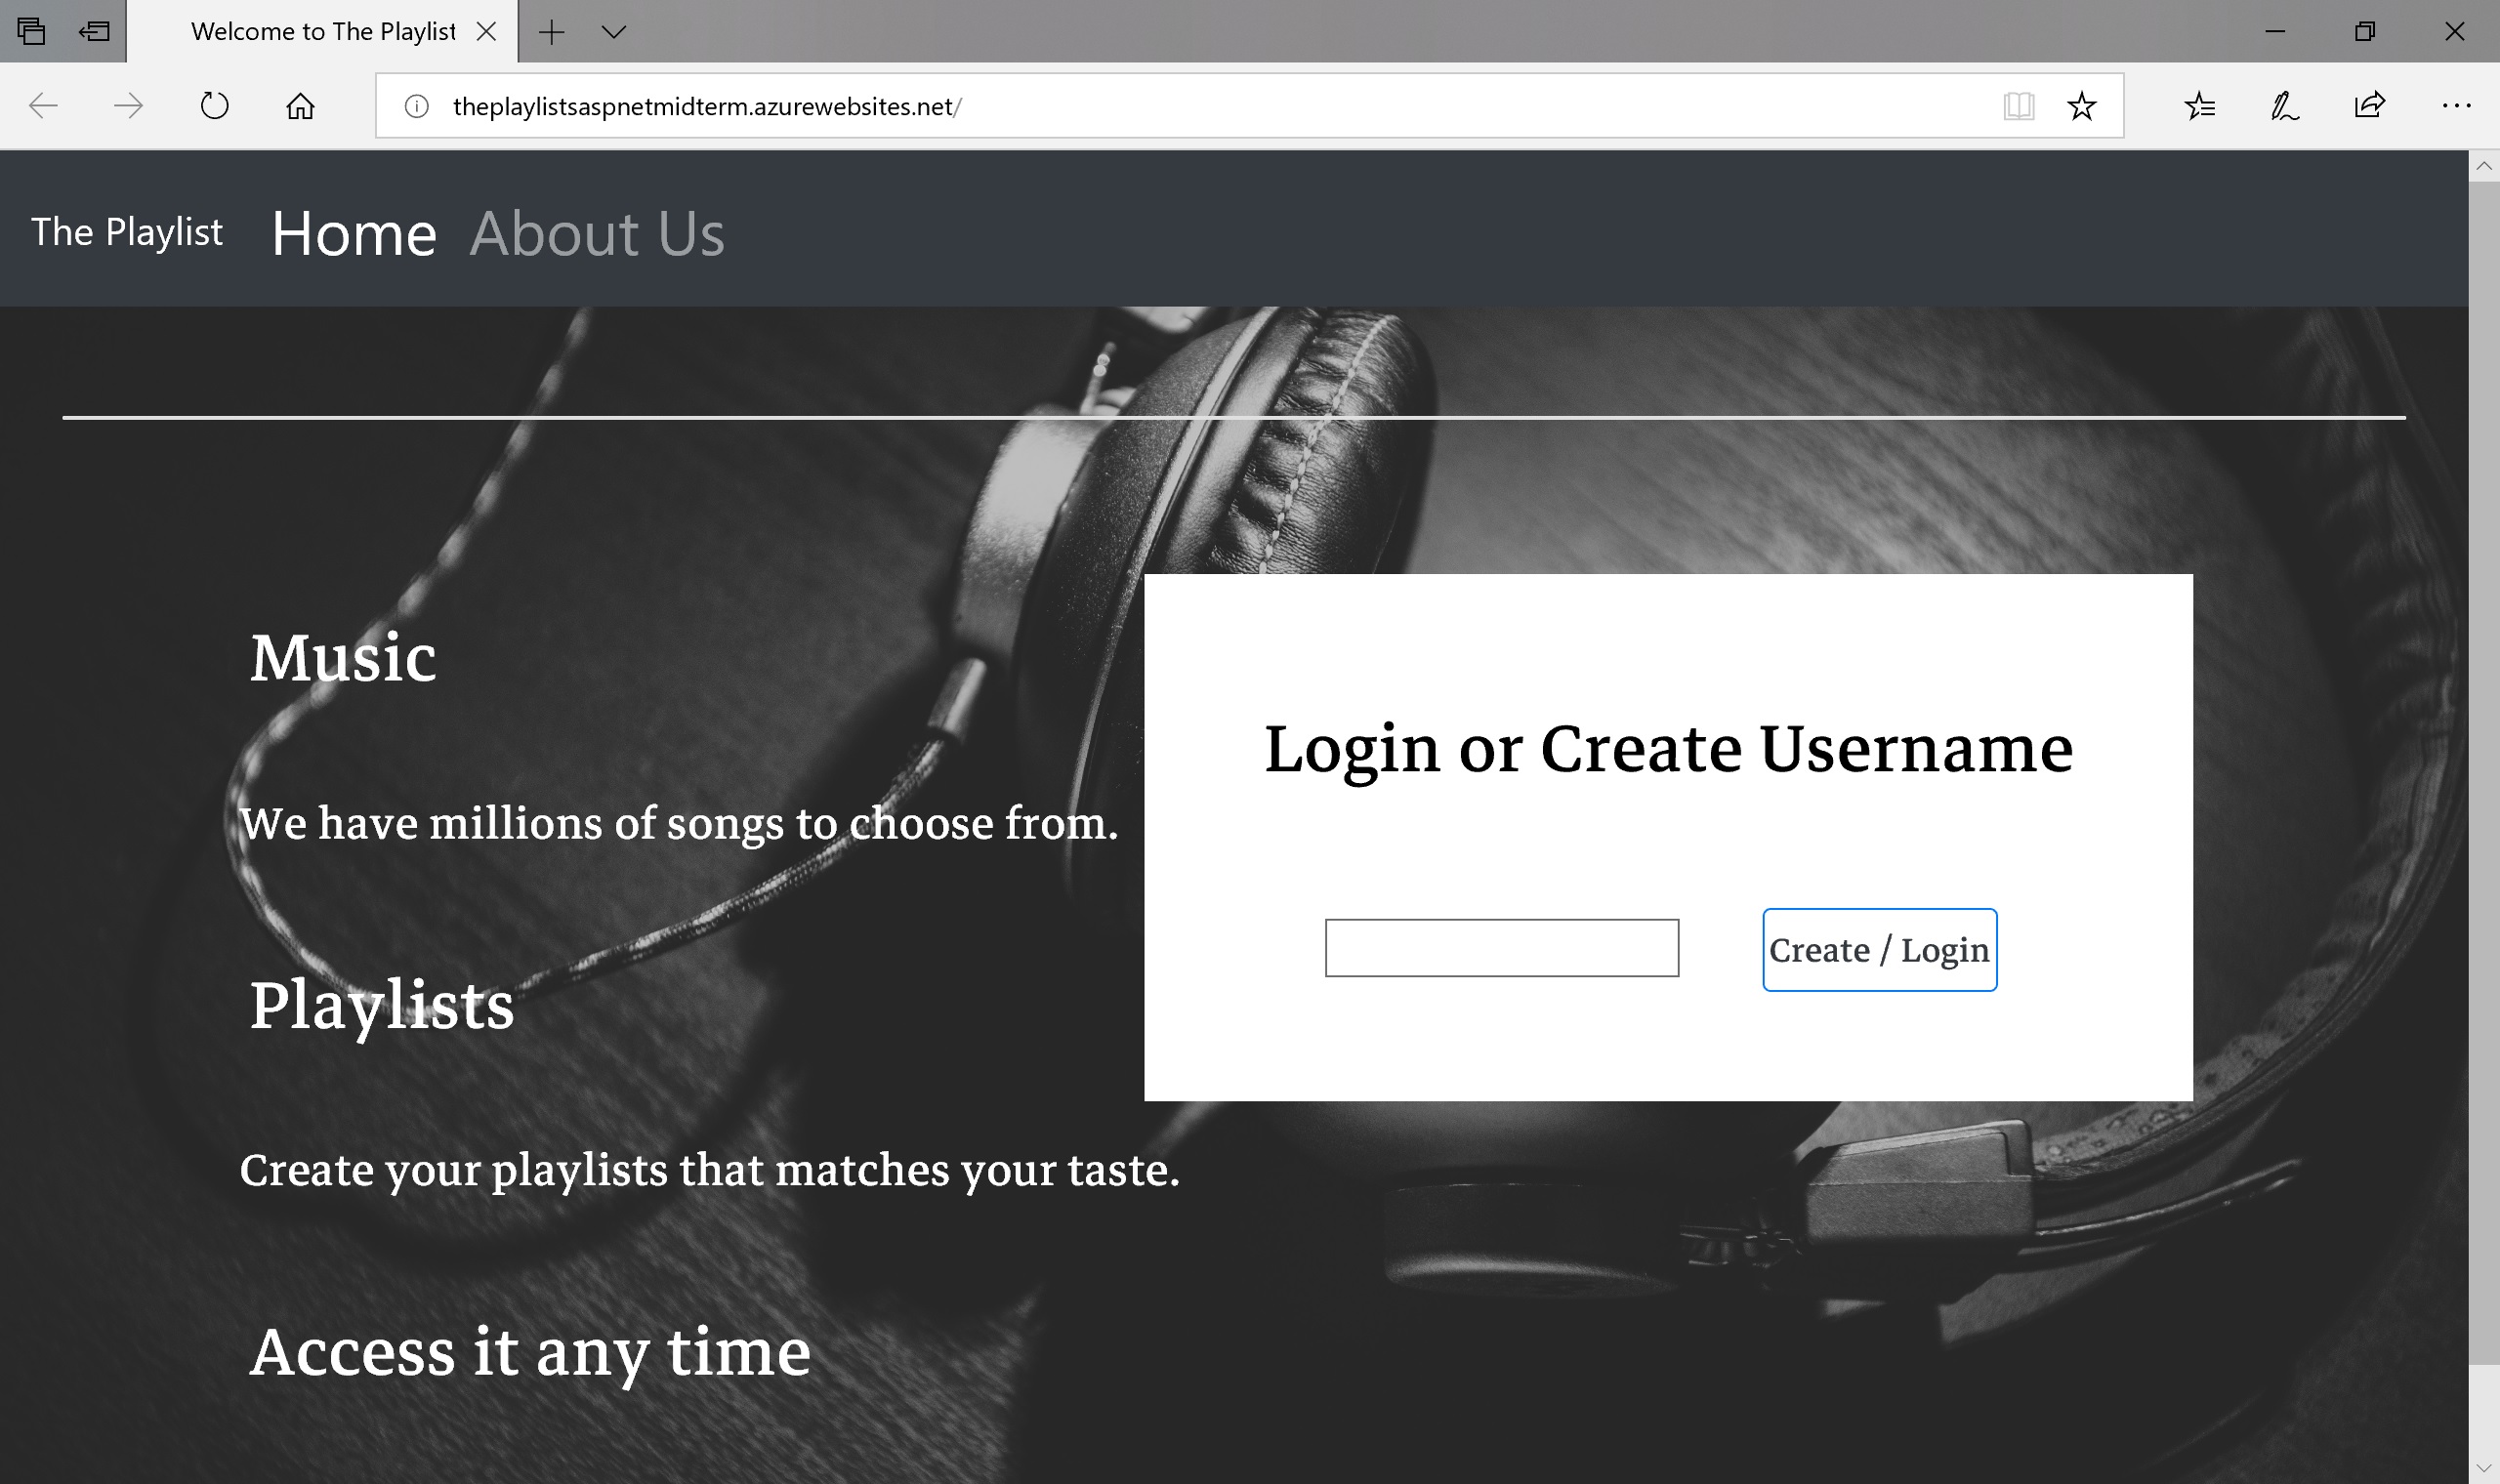 Welcome to The Playlist
theplaylistsaspnetmidterm.azurewebsites.net/
The Playlist Home About Us
Music
We have millions of songs to choose from.
Playlists
Create your playlists that matches your taste.
Access it any time
Login or Create Username
Create / Login